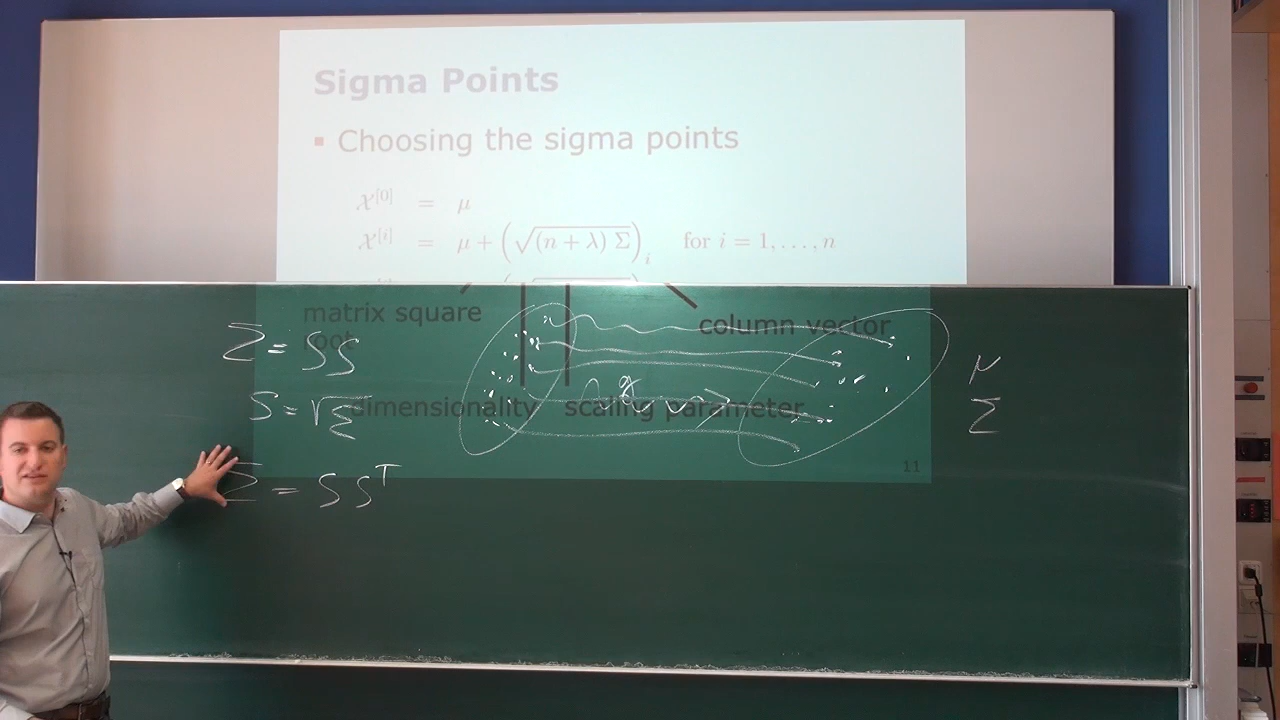 Sigma Points
▪ Choosing the sigma points
𝒳^[0] = μ
𝒳^[i] = μ + (√((n + λ) Σ))_i for i = 1, . . . , n
matrix square root
column vector
dimensionality
scaling parameter
11
Σ = SS
S = √Σ
Σ = S S^T
g
μ
Σ